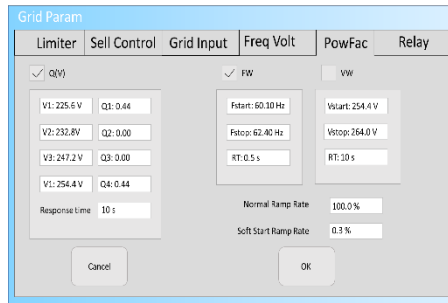 Grid Param
Limiter Sell Control Grid Input Freq Volt PowFac Relay
Q(V) FW VW
V1: 225.6 V Q1: 0.44 Fstart: 60.10 Hz Vstart: 254.4 V
V2: 232.8V Q2: 0.00 Fstop: 62.40 Hz Vstop: 264.0 V
V3: 247.2 V Q3: 0.00 RT: 0.5 s RT: 10 s
V1: 254.4 V Q4: 0.44
Response time 10 s Normal Ramp Rate 100.0 %
Soft Start Ramp Rate 0.3 %
Cancel OK